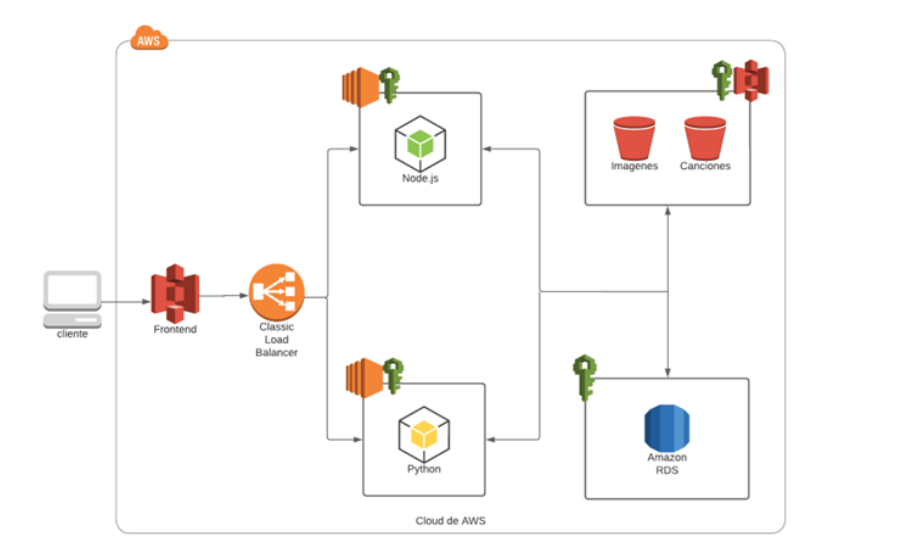 AWS
Node.js
Imagenes
Canciones
cliente
Frontend
Classic
Load
Balancer
Python
Amazon
RDS
Cloud de AWS